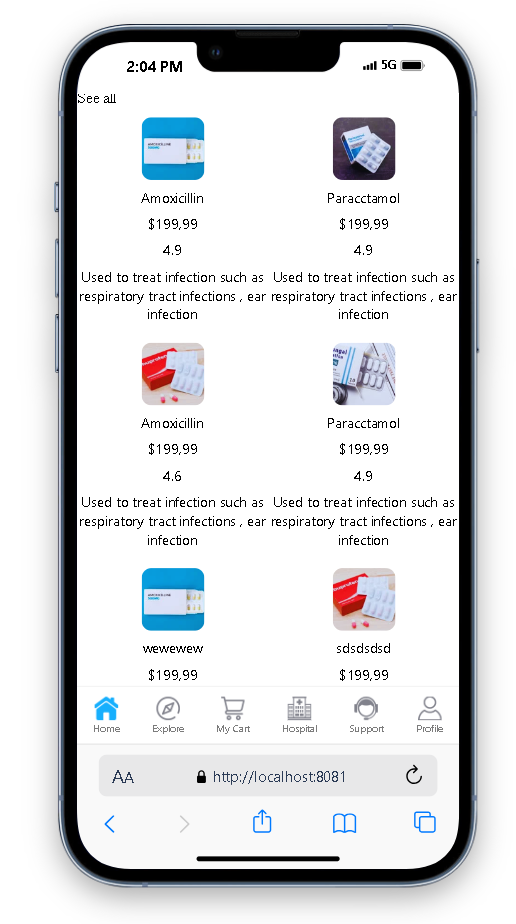 2:04 PM 5G
See all
Amoxicillin Paracctamol
$199,99 $199,99
4.9 4.9
Used to treat infection such as Used to treat infection such as
respiratory tract infections , ear respiratory tract infections , ear
infection infection
Amoxicillin Paracctamol
$199,99 $199,99
4.6 4.9
Used to treat infection such as Used to treat infection such as
respiratory tract infections , ear respiratory tract infections , ear
infection infection
wewewew sdsdsdsd
$199,99 $199,99
Home Explore My Cart Hospital Support Profile
AA http://localhost:8081